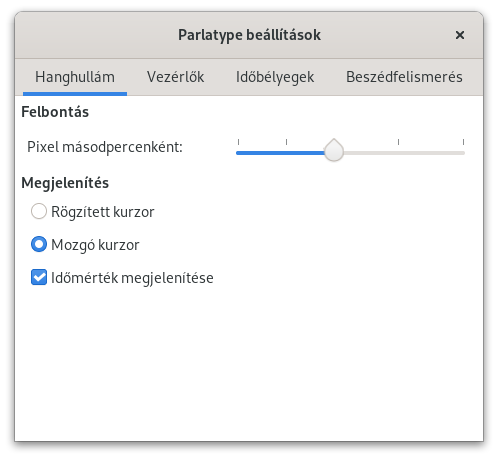 Parlatype beállítások
Hanghullám Vezérlők Időbélyegek Beszédfelismerés
Felbontás
Pixel másodpercenként:
Megjelenítés
Rögzített kurzor
Mozgó kurzor
Időmérték megjelenítése